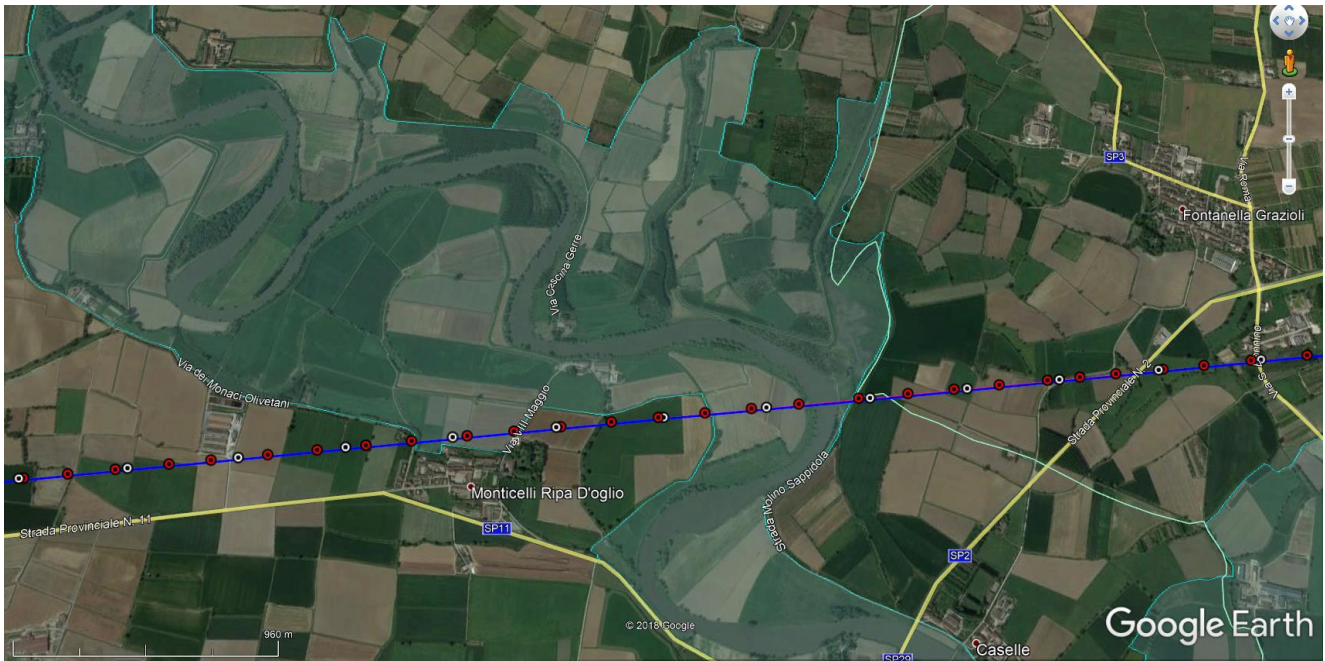 SP3
Via Roma
Fontanella Grazioli
Via Cascina Gerre
Via dei Monaci Olivetani
Via VIII Maggio
Strada Provinciale N. 2
Monticelli Ripa D'oglio
Strada Molino Sappidola
Strada Provinciale N. 11
SP11
SP2
960 m
© 2018 Google
Google Earth
Caselle
SP29